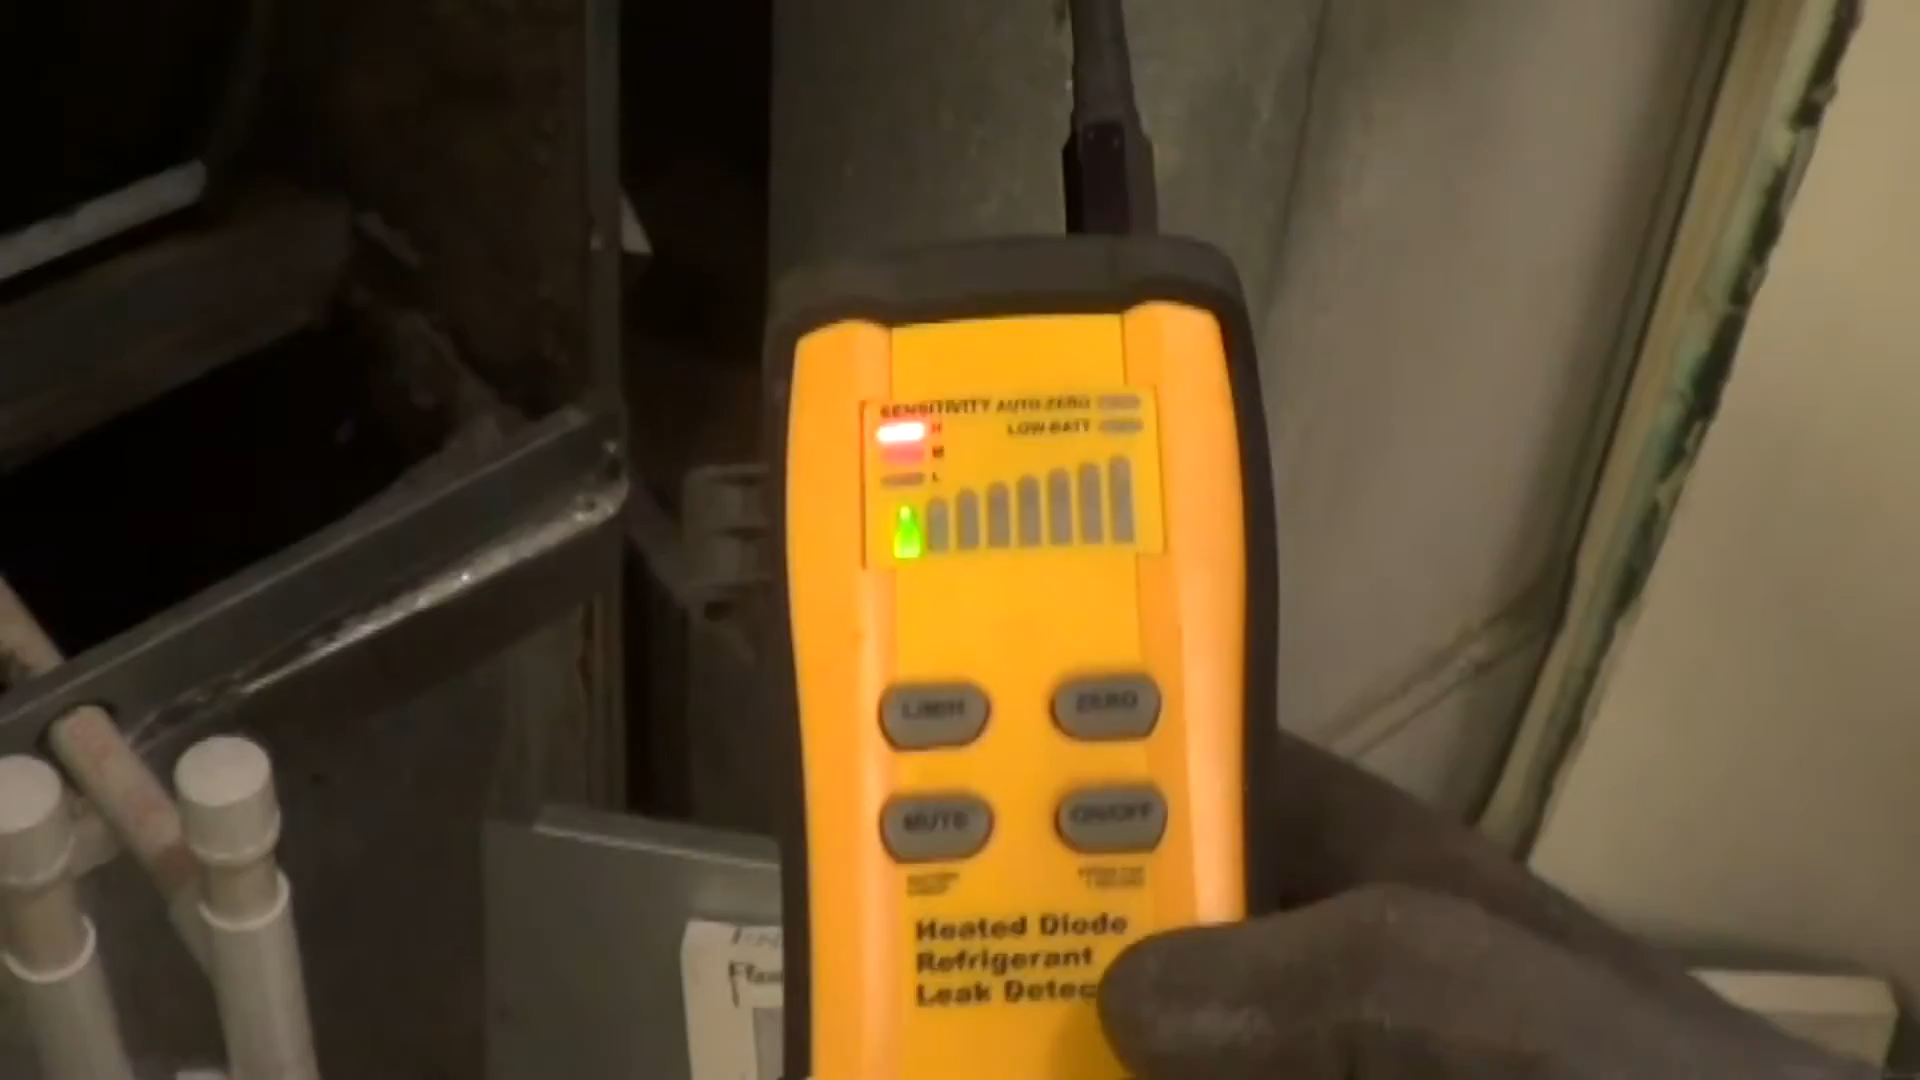 SENSITIVITY AUTO ZERO
H
LOW BATT
M
L
L/M/H ZERO
MUTE ON/OFF
Heated Diode
Refrigerant
Leak Detec